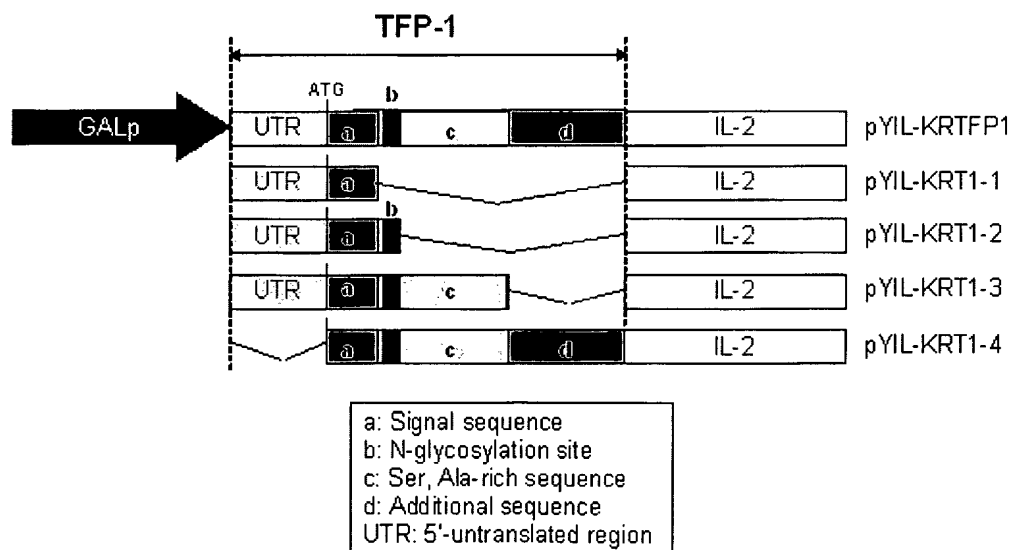 TFP-1
ATG
b
GALp UTR a c d IL-2 pYIL-KRTFP1
UTR a IL-2 pYIL-KRT1-1
b
UTR a IL-2 pYIL-KRT1-2
UTR a c IL-2 pYIL-KRT1-3
a c d IL-2 pYIL-KRT1-4
a: Signal sequence
b: N-glycosylation site
c: Ser, Ala-rich sequence
d: Additional sequence
UTR: 5'-untranslated region